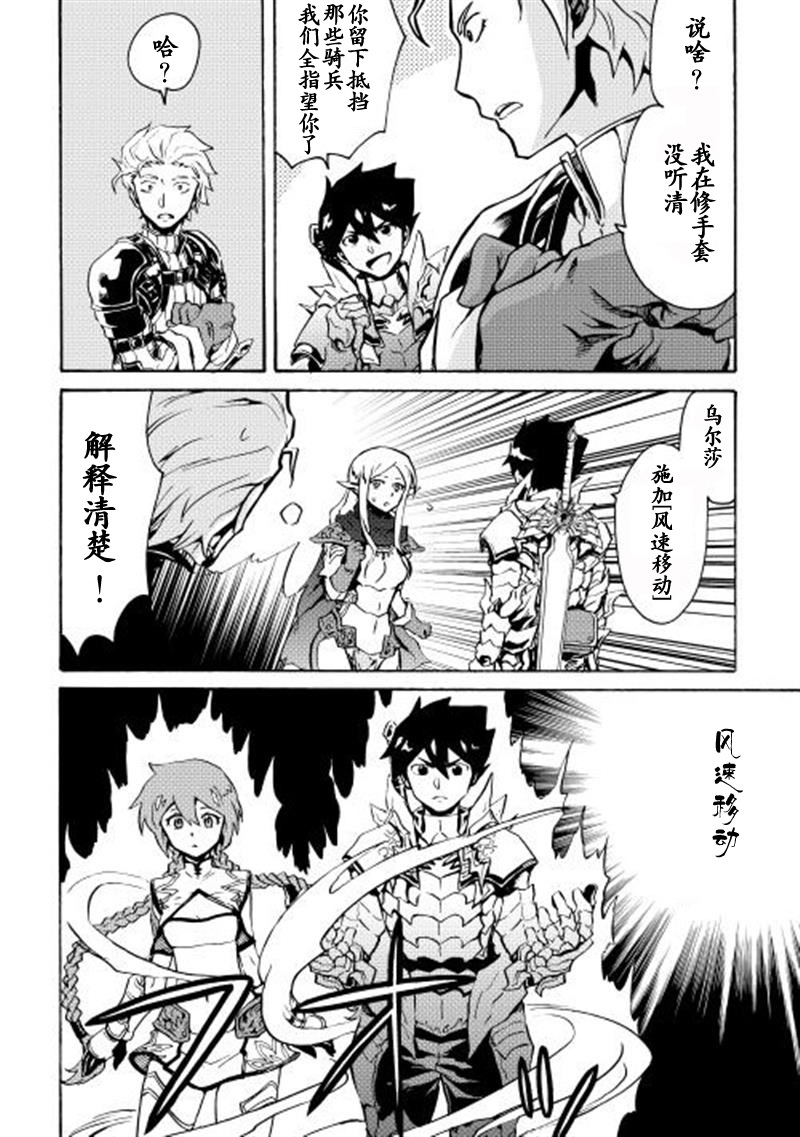 说啥？
我在修手套
没听清
你留下抵挡
那些骑兵
我们全指望你了
哈？
乌尔莎
施加[风速移动]
解释清楚！
风速移动
フオ